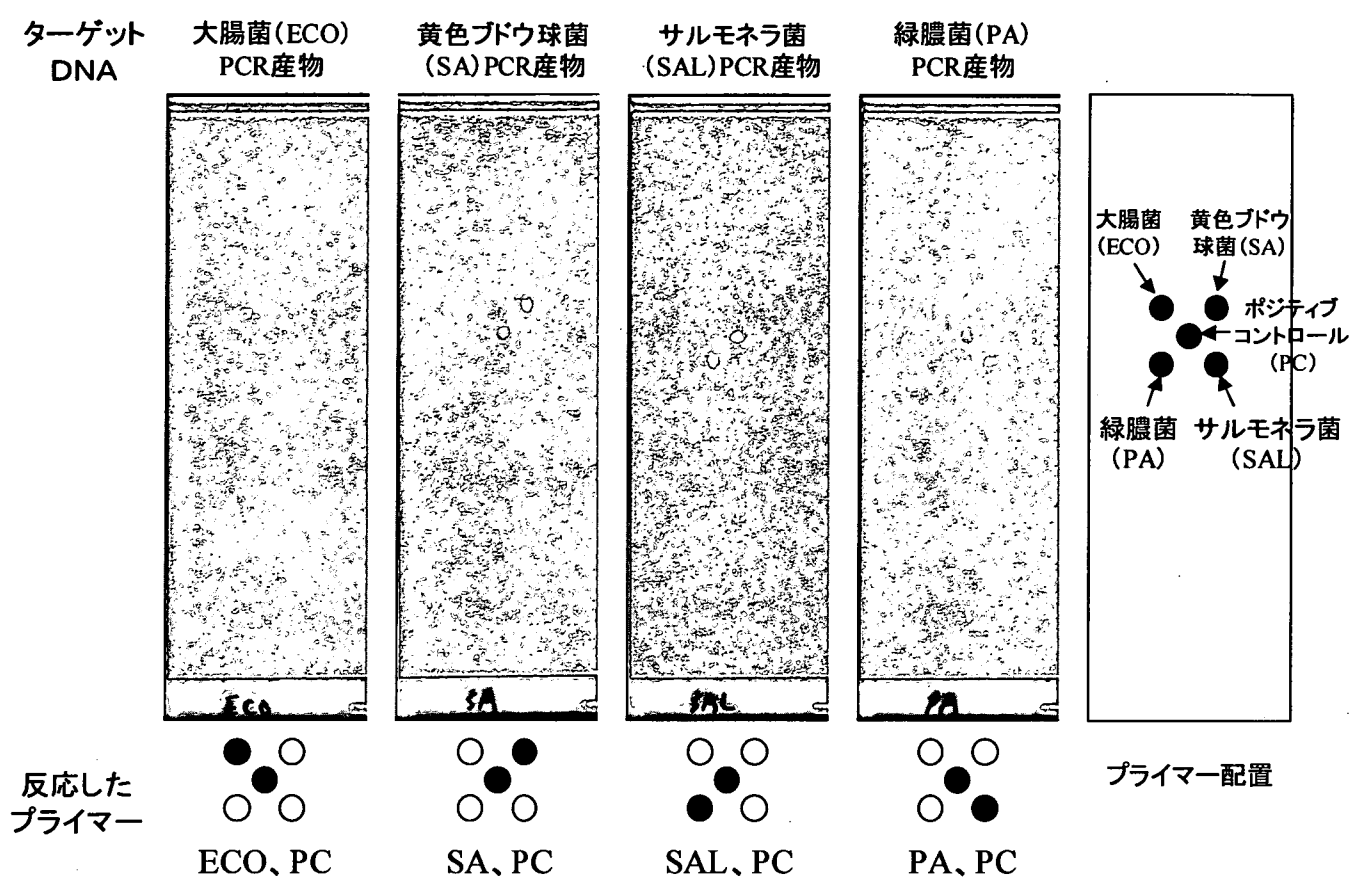 ターゲット
DNA
大腸菌(ECO)
PCR産物
黄色ブドウ球菌
(SA)PCR産物
サルモネラ菌
(SAL)PCR産物
緑膿菌(PA)
PCR産物
大腸菌
(ECO)
黄色ブドウ
球菌(SA)
ポジティブ
コントロール
(PC)
緑膿菌
(PA)
サルモネラ菌
(SAL)
ECO
SA
SAL
PA
反応した
プライマー
ECO、PC
SA、PC
SAL、PC
PA、PC
プライマー配置